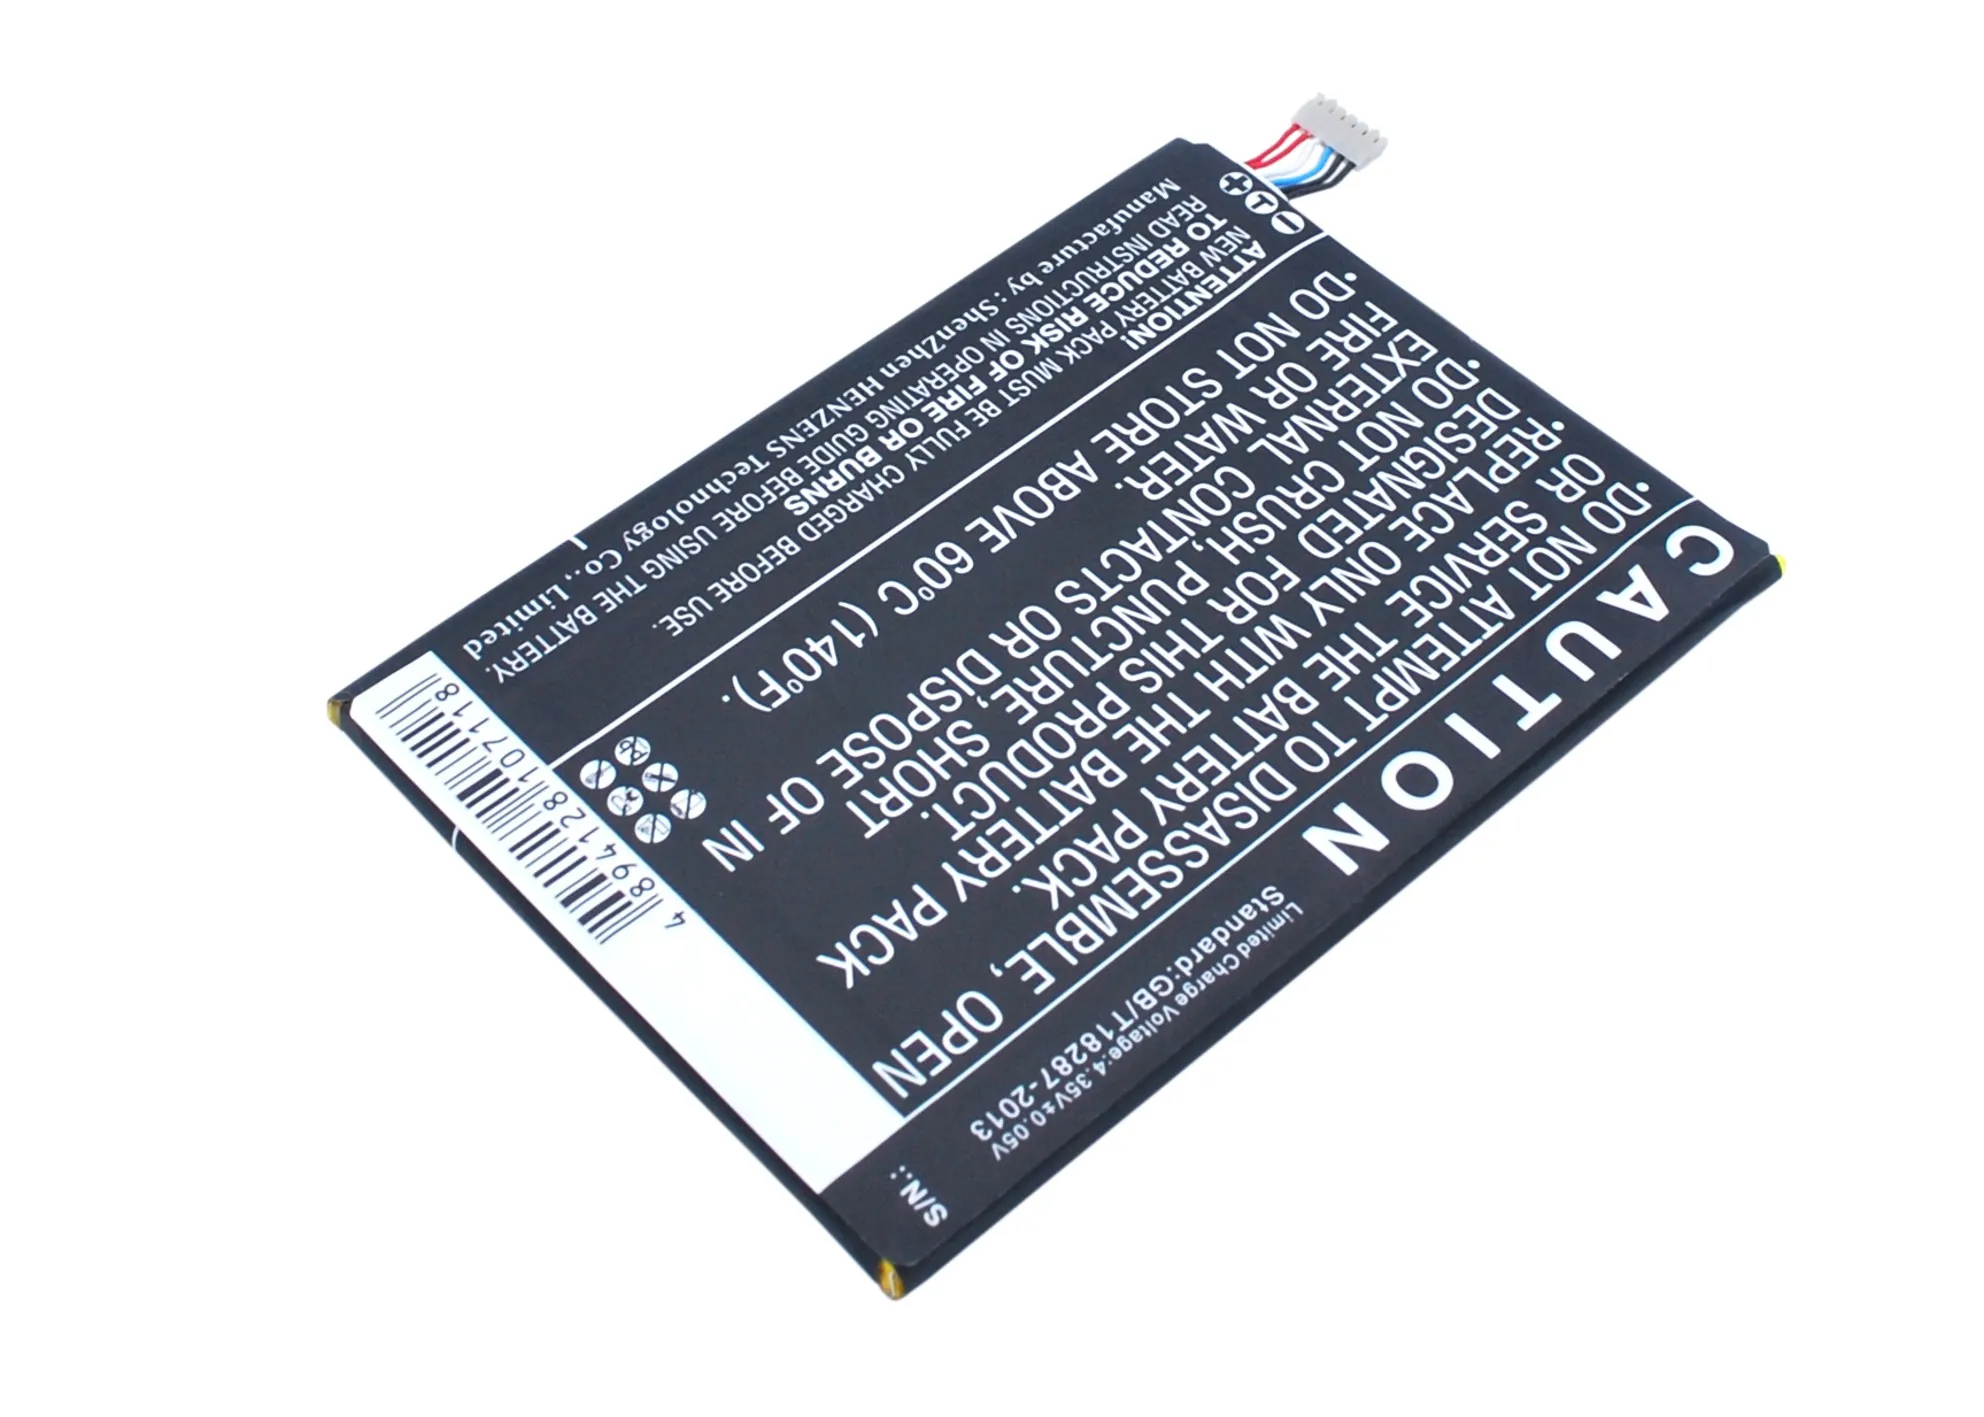 S/N.:
Limited Charge Voltage:4.35V±0.05V
Standard:GB/T18287-2013
CAUTION
·DO NOT ATTEMPT TO DISASSEMBLE, OPEN
OR SERVICE THE BATTERY PACK.
·REPLACE ONLY WITH THE BATTERY PACK
DESIGNATED FOR THIS PRODUCT.
·DO NOT CRUSH, PUNCTURE, SHORT
EXTERNAL CONTACTS OR DISPOSE OF IN
FIRE OR WATER.
·DO NOT STORE ABOVE 60°C (140°F).
Pb
ATTENTION!
NEW BATTERY PACK MUST BE FULLY CHARGED BEFORE USE.
TO REDUCE RISK OF FIRE OR BURNS
READ INSTRUCTIONS IN OPERATING GUIDE BEFORE USING THE BATTERY.
Manufacture by : ShenZhen HENZENS Technology Co., Limited
+ T -
4 894128 107118